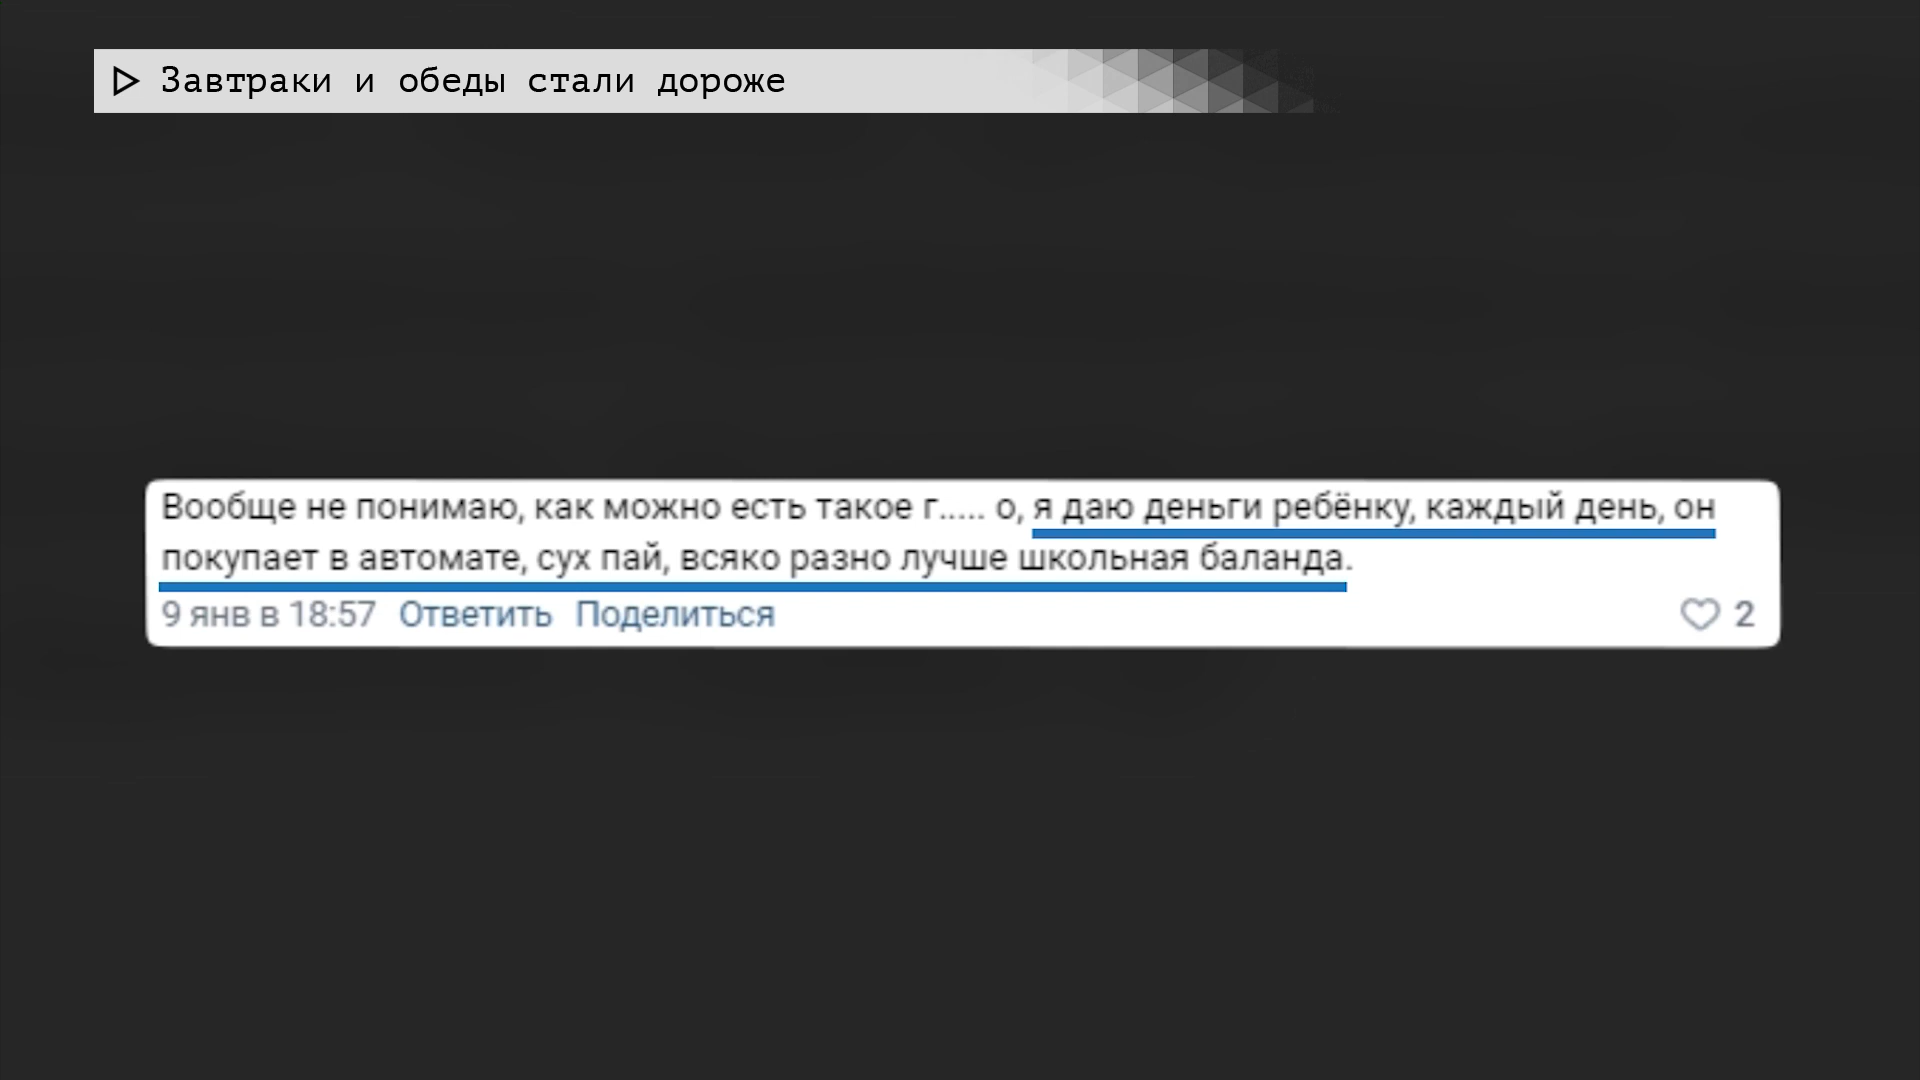 Завтраки и обеды стали дороже
Вообще не понимаю, как можно есть такое г..... о, я даю деньги ребёнку, каждый день, он
покупает в автомате, сух пай, всяко разно лучше школьная баланда.
9 янв в 18:57 Ответить Поделиться 2